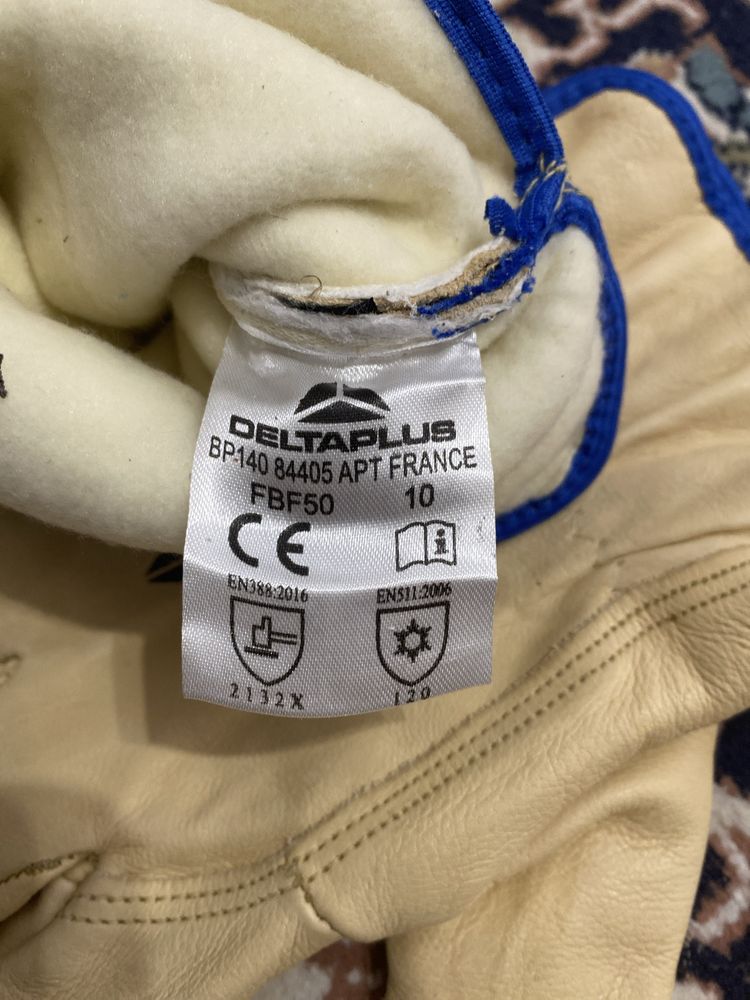 DELTAPLUS
BP-140 84405 APT FRANCE
FBF50 10
CE
i
EN388:2016 EN511:2006
2132X 120